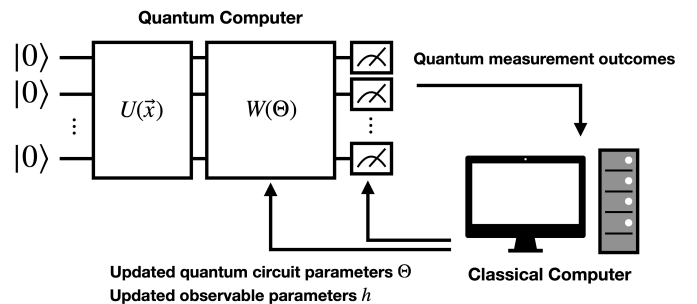 Quantum Computer
|0⟩
|0⟩
⋮
|0⟩
U(x⃗)
W(Θ)
⋮
Quantum measurement outcomes
Updated quantum circuit parameters Θ
Updated observable parameters h
Classical Computer